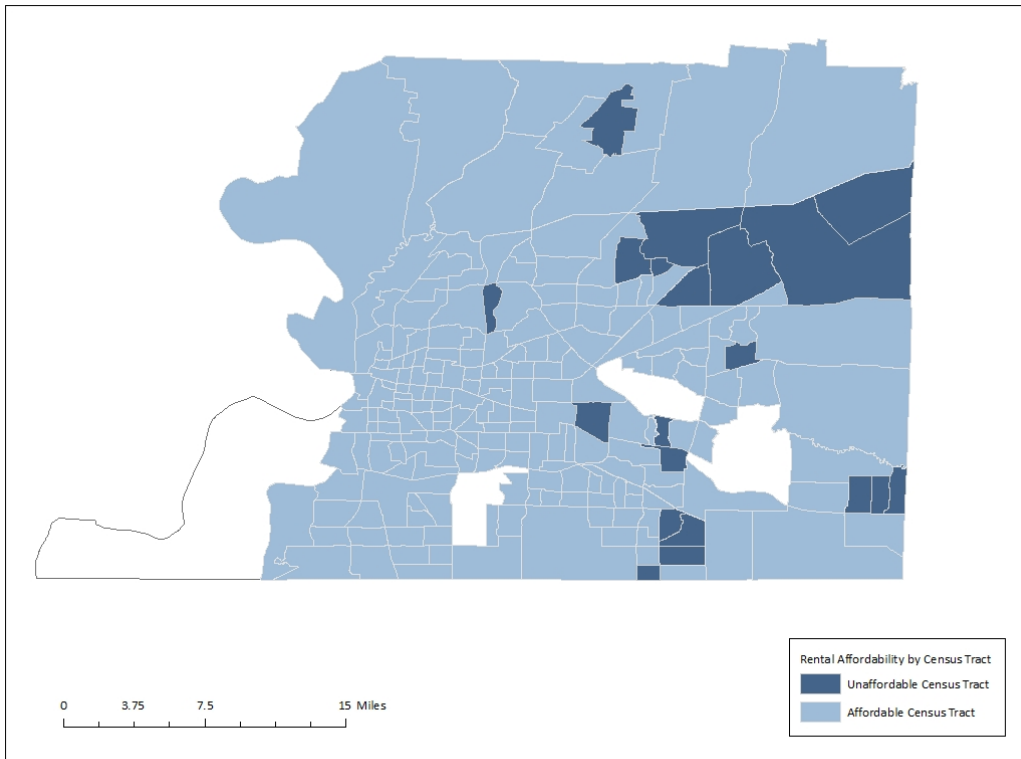 Rental Affordability by Census Tract
Unaffordable Census Tract
Affordable Census Tract
0 3.75 7.5 15 Miles